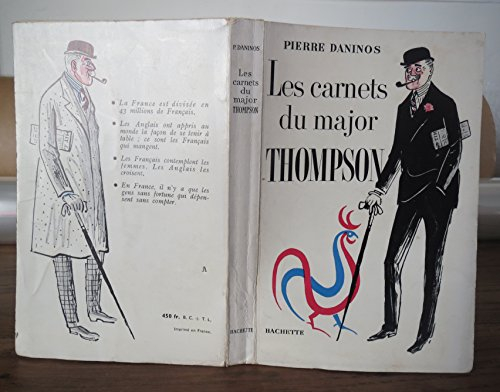 La France est divisée en
43 millions de Français.
Les Anglais ont appris au
monde la façon de se tenir à
table ; ce sont les Français
qui mangent.
Les Français contemplent les
femmes. Les Anglais les
croisent.
En France, il n'y a que les
gens sans fortune qui dépen-
sent sans compter.
A
450 fr. B. C. + T. L.
Imprimé en France.
P. DANINOS
Les
carnets
du
major
THOMPSON
HACHETTE
PIERRE DANINOS
Les carnets
du major
THOMPSON
HACHETTE